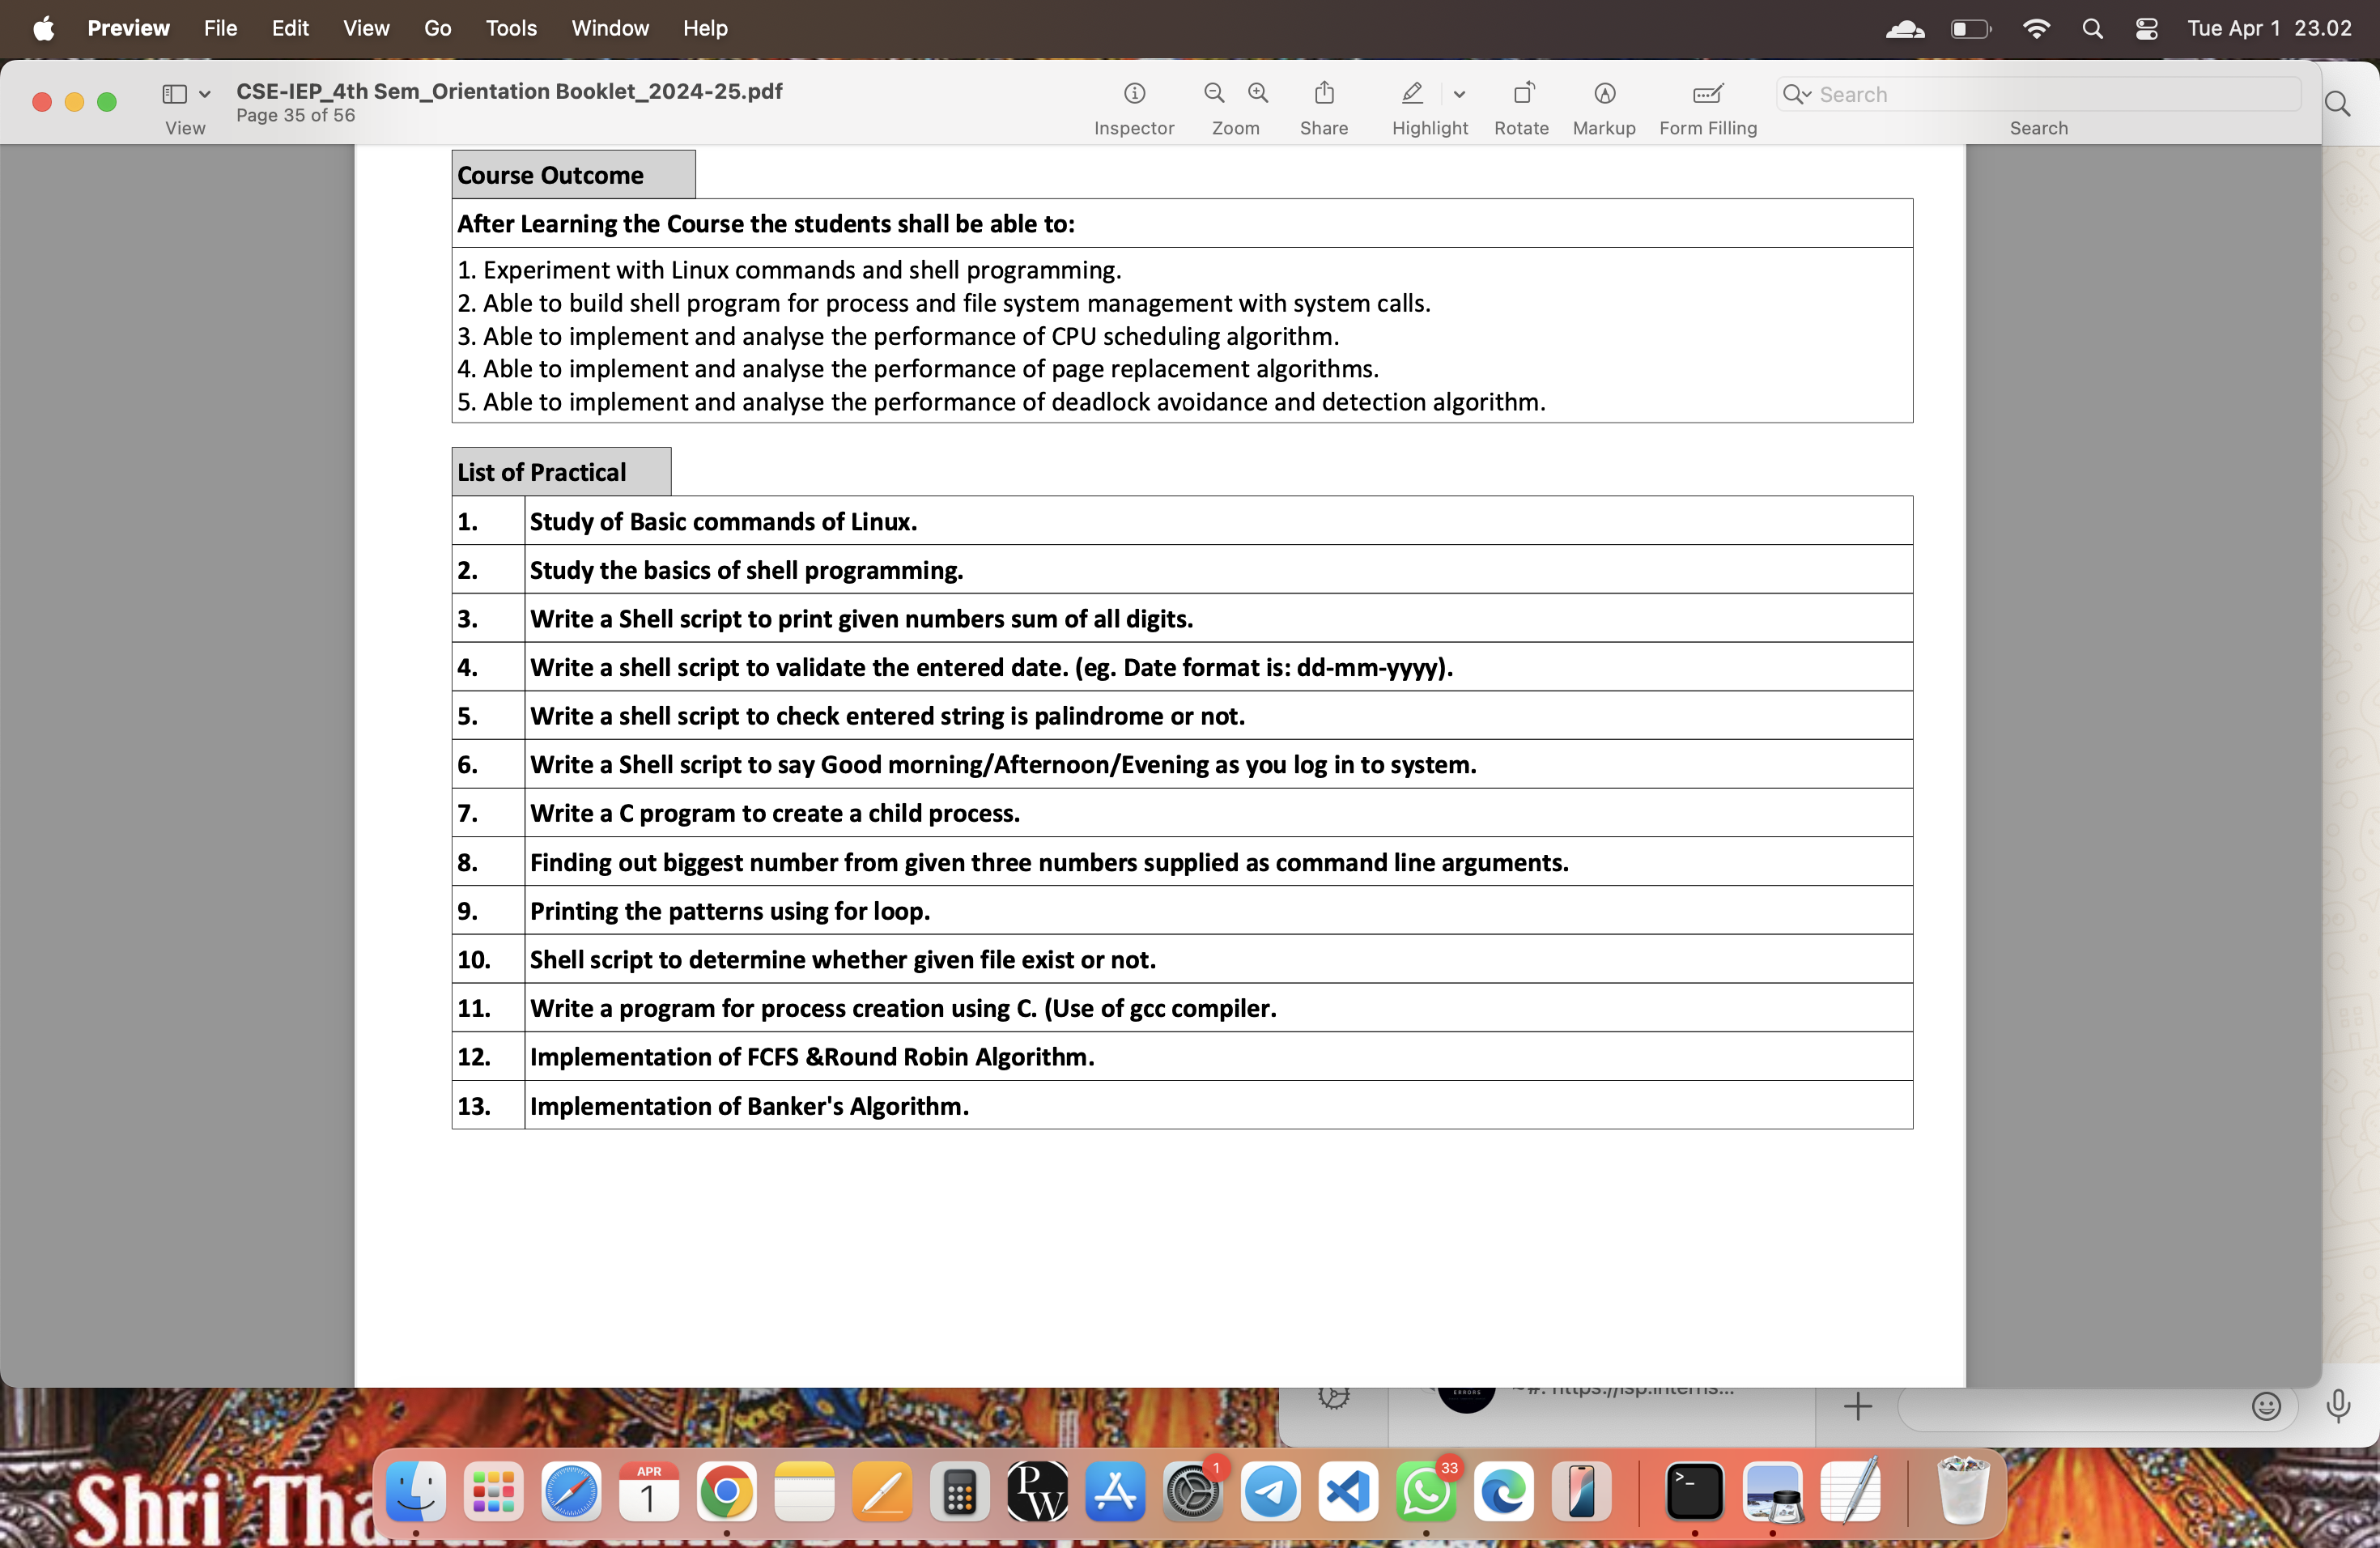 Preview File Edit View Go Tools Window Help
Tue Apr 1 23.02
CSE-IEP_4th Sem_Orientation Booklet_2024-25.pdf
Page 35 of 56
View
Inspector Zoom Share Highlight Rotate Markup Form Filling
Search
Search
Course Outcome
After Learning the Course the students shall be able to:
1. Experiment with Linux commands and shell programming.
2. Able to build shell program for process and file system management with system calls.
3. Able to implement and analyse the performance of CPU scheduling algorithm.
4. Able to implement and analyse the performance of page replacement algorithms.
5. Able to implement and analyse the performance of deadlock avoidance and detection algorithm.
List of Practical
1. Study of Basic commands of Linux.
2. Study the basics of shell programming.
3. Write a Shell script to print given numbers sum of all digits.
4. Write a shell script to validate the entered date. (eg. Date format is: dd-mm-yyyy).
5. Write a shell script to check entered string is palindrome or not.
6. Write a Shell script to say Good morning/Afternoon/Evening as you log in to system.
7. Write a C program to create a child process.
8. Finding out biggest number from given three numbers supplied as command line arguments.
9. Printing the patterns using for loop.
10. Shell script to determine whether given file exist or not.
11. Write a program for process creation using C. (Use of gcc compiler.
12. Implementation of FCFS &Round Robin Algorithm.
13. Implementation of Banker's Algorithm.
ERRORS
Shri
APR
1
PW
1
33
>_